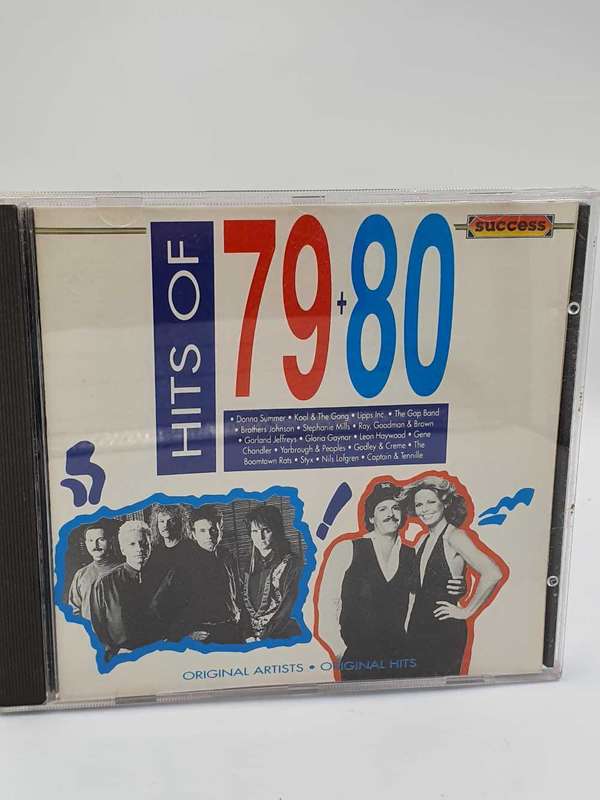 success
HITS OF
79+80
• Donna Summer • Kool & The Gang • Lipps Inc. • The Gap Band
• Brothers Johnson • Stephanie Mills • Ray, Goodman & Brown
• Garland Jeffreys • Gloria Gaynor • Leon Haywood • Gene
Chandler • Yarbrough & Peoples • Godley & Creme • The
Boomtown Rats • Styx • Nils Lofgren • Captain & Tennille
ORIGINAL ARTISTS • ORIGINAL HITS